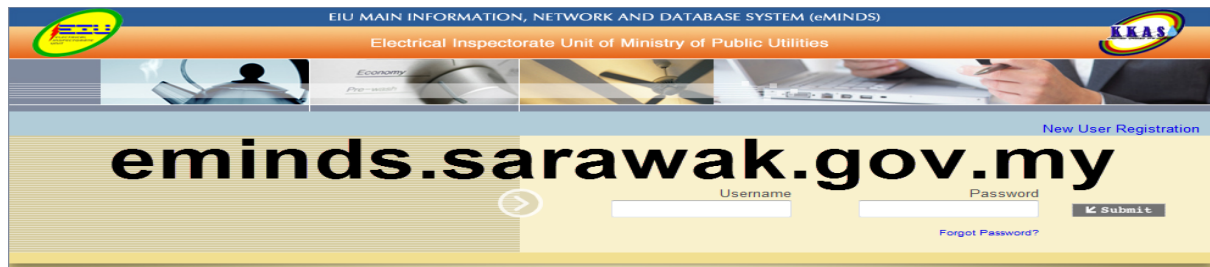 EIU MAIN INFORMATION, NETWORK AND DATABASE SYSTEM (eMINDS)
EIU
KKAS
Electrical Inspectorate Unit of Ministry of Public Utilities
Economy
Pre-wash
New User Registration
eminds.sarawak.gov.my
Username
Password
Submit
Forgot Password?